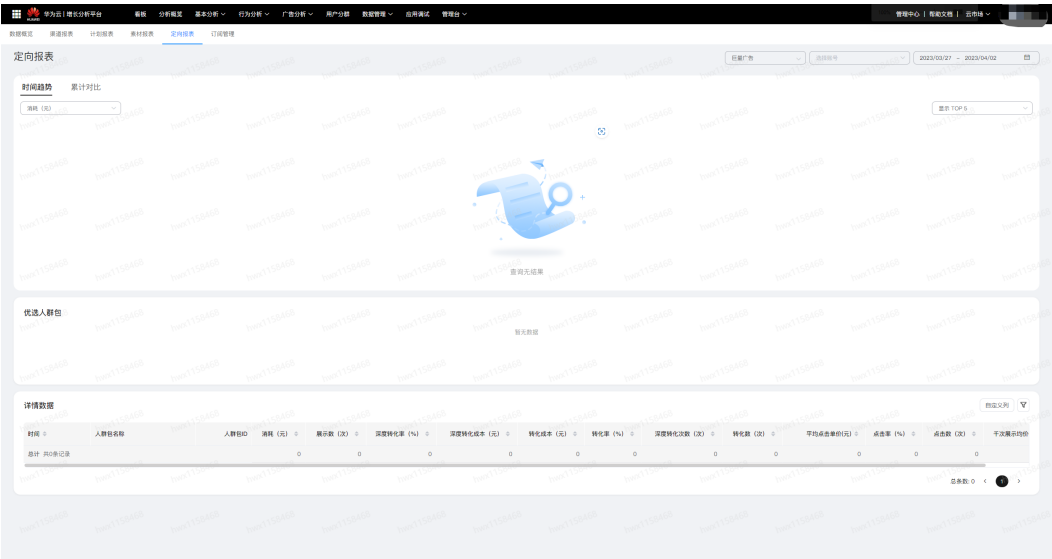 HUAWEI 华为云 | 增长分析平台 看板 分析概览 基本分析 行为分析 广告分析 用户分群 数据管理 应用调试 管理台 管理中心 | 帮助文档 | 云市场
数据概览 渠道报表 计划报表 素材报表 定向报表 订阅管理
定向报表 巨量广告 选择账号 2023/03/27 - 2023/04/02
时间趋势 累计对比
消耗（元） 显示 TOP 5
查询无结果
优选人群包
暂无数据
详情数据 自定义列
时间 人群包名称 人群包ID 消耗（元） 展示数（次） 深度转化率（%） 深度转化成本（元） 转化成本（元） 转化率（%） 深度转化次数（次） 转化数（次） 平均点击单价(元) 点击率（%） 点击数（次） 千次展示均价
总计 共0条记录 0 0 0 0 0 0 0 0 0 0 0
总条数: 0 1